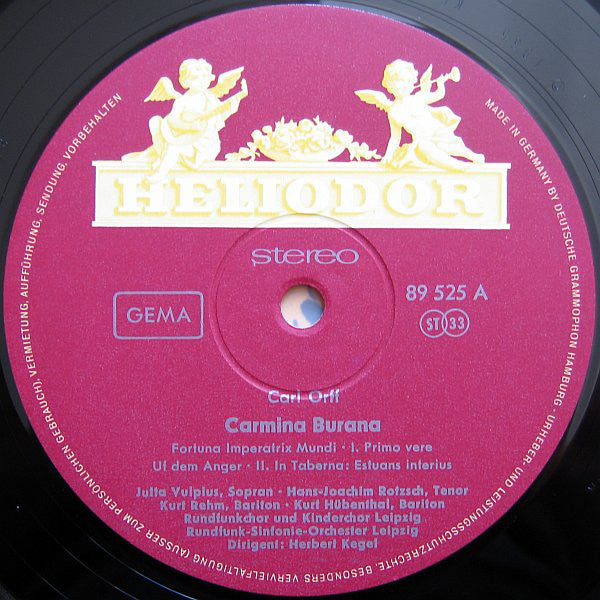 HELIODOR
stereo
GEMA
89 525 A
ST 33
Carl Orff
Carmina Burana
Fortuna Imperatrix Mundi · I. Primo vere
Uf dem Anger · II. In Taberna: Estuans interius
Jutta Vulpius, Sopran · Hans-Joachim Rotzsch, Tenor
Kurt Rehm, Bariton · Kurt Hübenthal, Bariton
Rundfunkchor und Kinderchor Leipzig
Rundfunk-Sinfonie-Orchester Leipzig
Dirigent: Herbert Kegel
MADE IN GERMANY BY DEUTSCHE GRAMMOPHON HAMBURG · URHEBER- UND LEISTUNGSSCHUTZRECHTE, BESONDERS VERVIELFÄLTIGUNG (AUSSER ZUM PERSÖNLICHEN GEBRAUCH), VERMIETUNG, AUFFÜHRUNG, SENDUNG, VORBEHALTEN